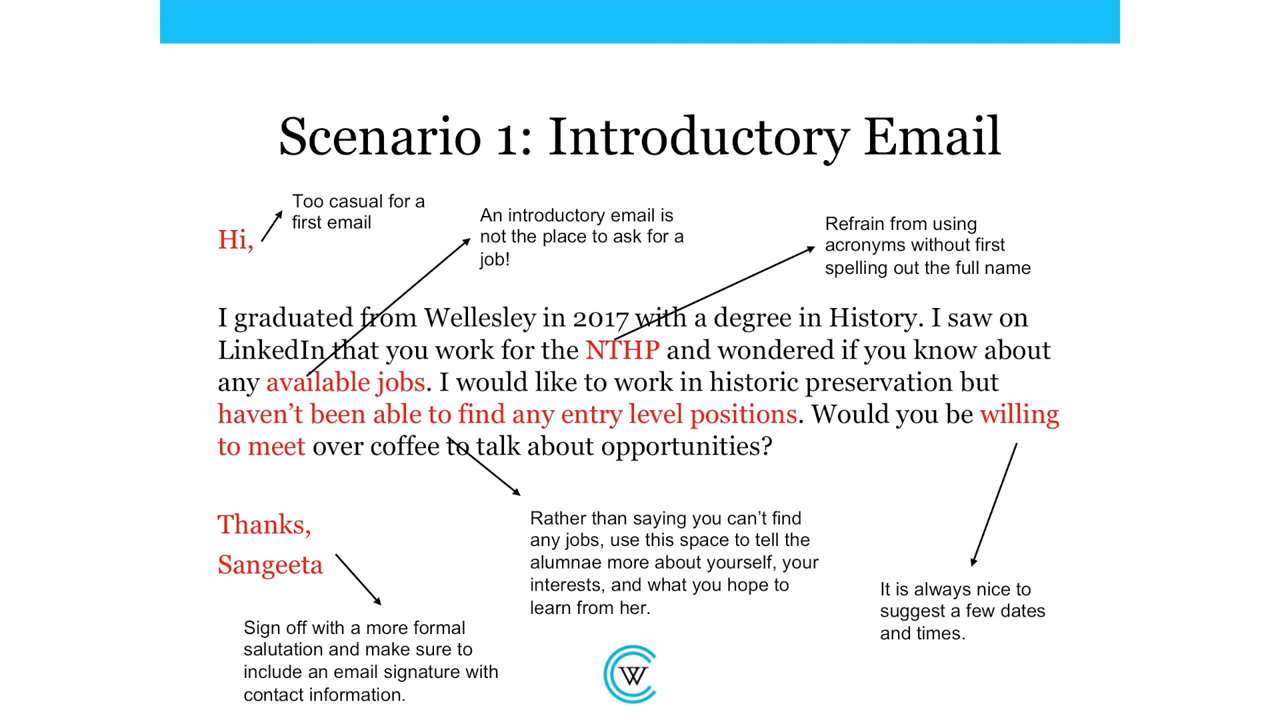 Scenario 1: Introductory Email
Too casual for a
first email
An introductory email is
not the place to ask for a
job!
Refrain from using
acronyms without first
spelling out the full name
Hi,
I graduated from Wellesley in 2017 with a degree in History. I saw on
LinkedIn that you work for the NTHP and wondered if you know about
any available jobs. I would like to work in historic preservation but
haven’t been able to find any entry level positions. Would you be willing
to meet over coffee to talk about opportunities?
Thanks,
Sangeeta
Rather than saying you can’t find
any jobs, use this space to tell the
alumnae more about yourself, your
interests, and what you hope to
learn from her.
It is always nice to
suggest a few dates
and times.
Sign off with a more formal
salutation and make sure to
include an email signature with
contact information.
W